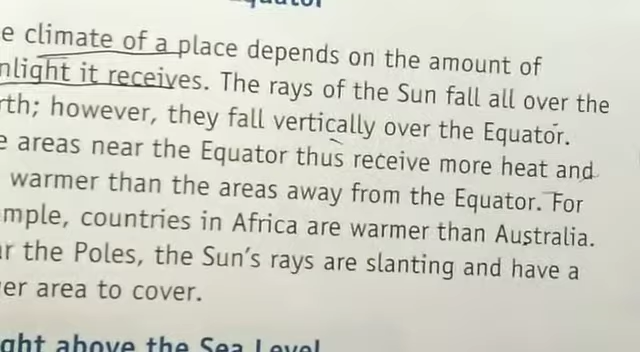 e climate of a place depends on the amount of
nlight it receives. The rays of the Sun fall all over the
rth; however, they fall vertically over the Equator.
e areas near the Equator thus receive more heat and
warmer than the areas away from the Equator. For
mple, countries in Africa are warmer than Australia.
r the Poles, the Sun's rays are slanting and have a
er area to cover.
ght above the Sea Level